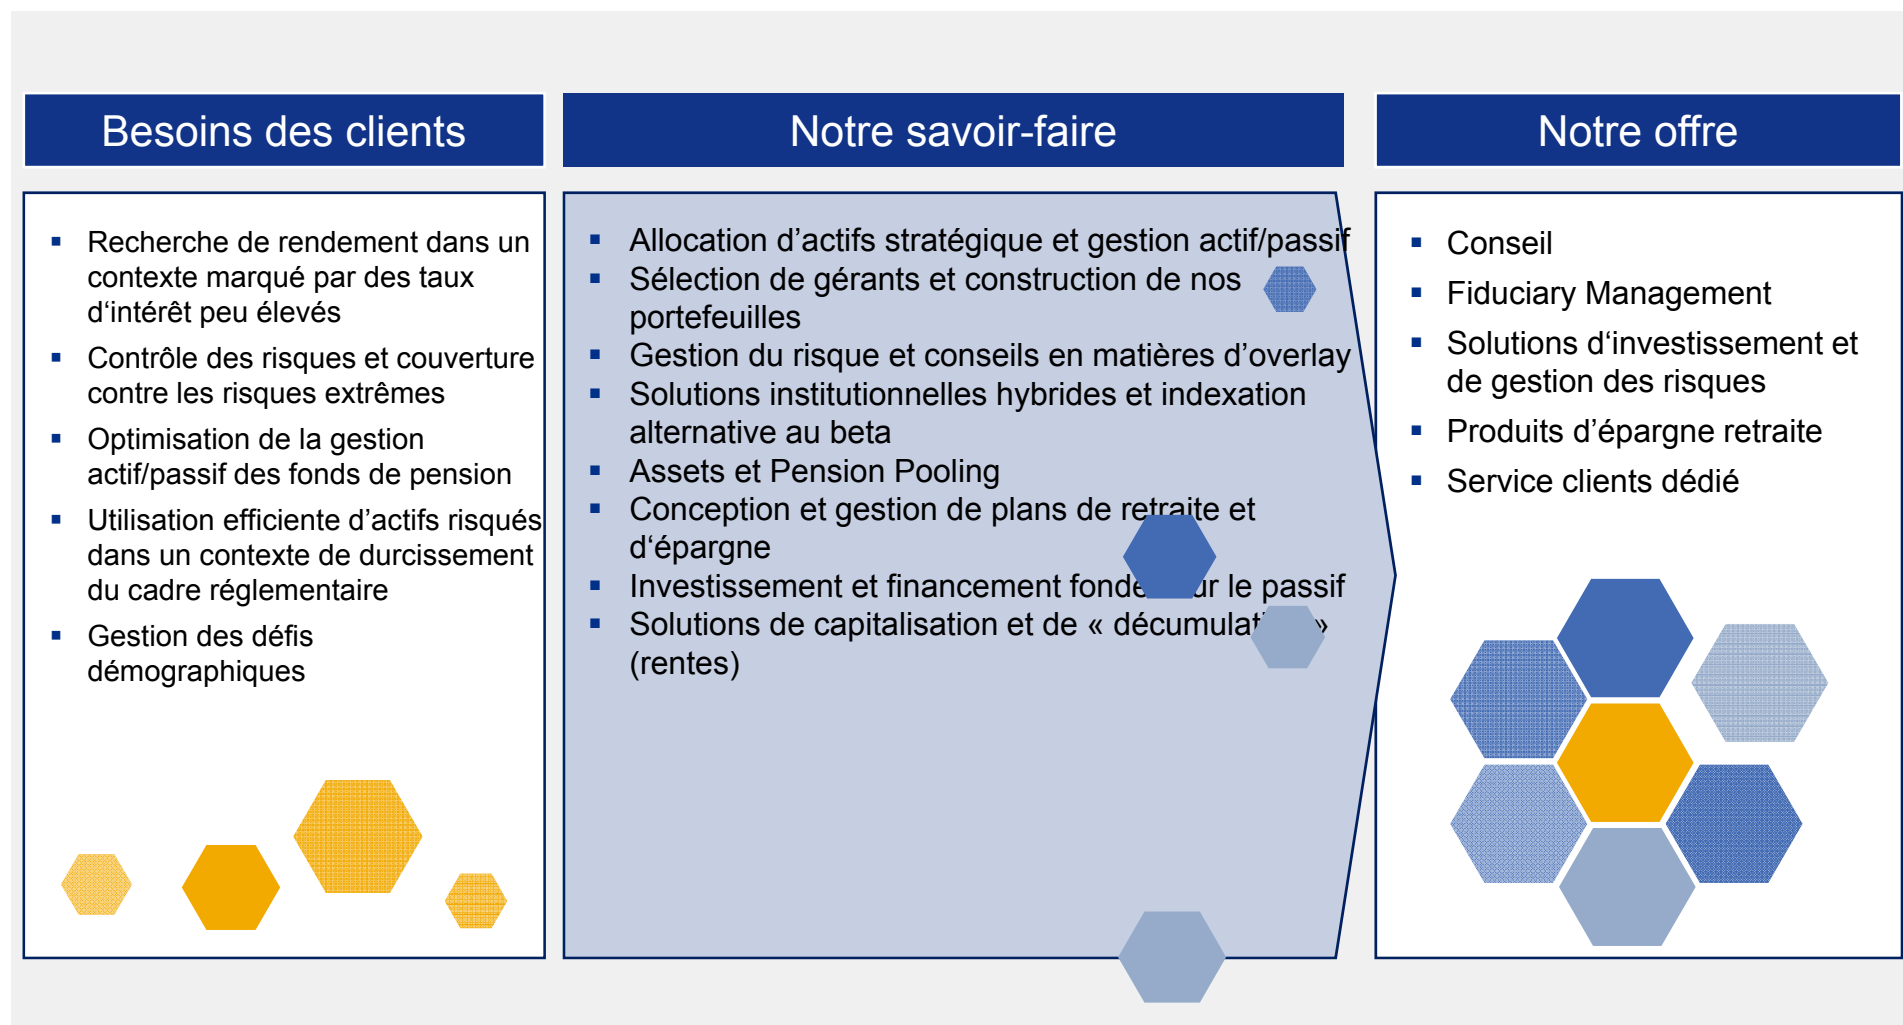 Besoins des clients
Recherche de rendement dans un
contexte marqué par des taux
d‘intérêt peu élevés
Contrôle des risques et couverture
contre les risques extrêmes
Optimisation de la gestion
actif/passif des fonds de pension
Utilisation efficiente d’actifs risqués
dans un contexte de durcissement
du cadre réglementaire
Gestion des défis
démographiques
Notre savoir-faire
Allocation d’actifs stratégique et gestion actif/passif
Sélection de gérants et construction de nos
portefeuilles
Gestion du risque et conseils en matières d’overlay
Solutions institutionnelles hybrides et indexation
alternative au beta
Assets et Pension Pooling
Conception et gestion de plans de retraite et
d‘épargne
Investissement et financement le passif
Solutions de capitalisation et de « »
(rentes)
Notre offre
Conseil
Fiduciary Management
Solutions d‘investissement et
de gestion des risques
Produits d’épargne retraite
Service clients dédié